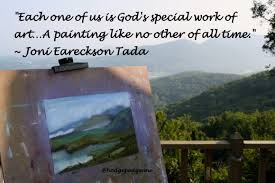 "Each one of us is God's special work of
art...A painting like no other of all time."
~ Joni Eareckson Tada
@hodgepodgemom